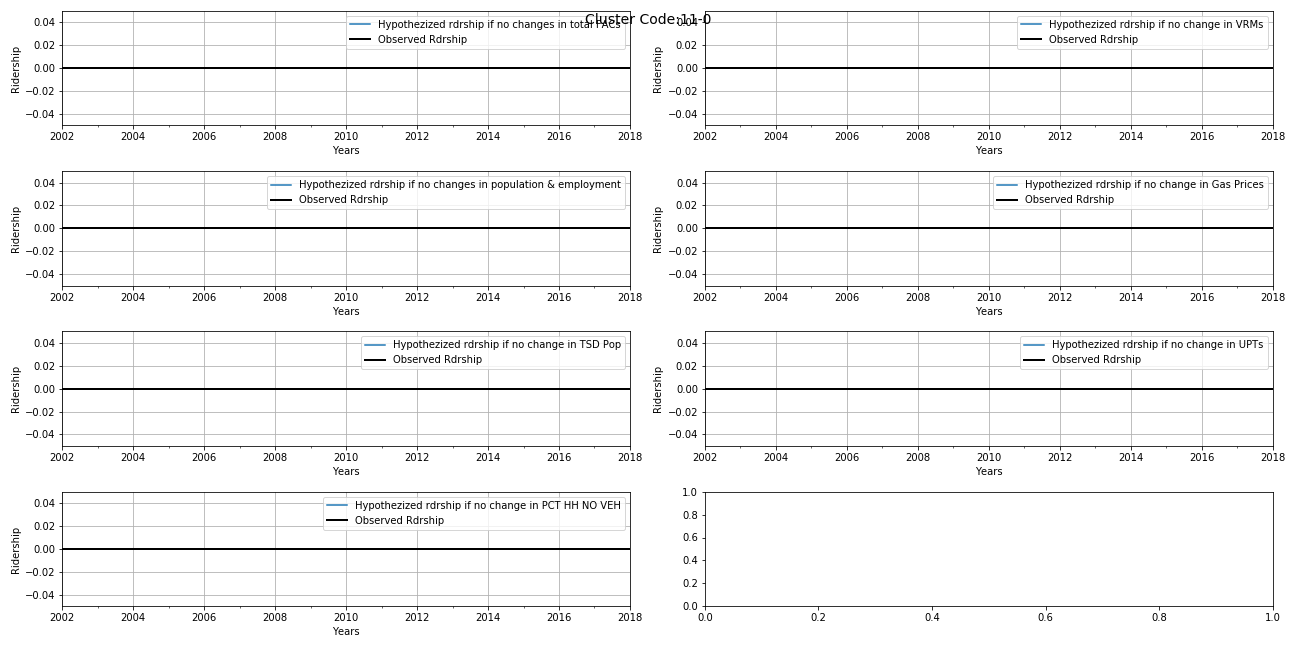 Cluster Code:11-0
Hypothezized rdrship if no changes in total FACs
Observed Rdrship
0.04
0.02
0.00
−0.02
−0.04
Ridership
2002 2004 2006 2008 2010 2012 2014 2016 2018
Years
Hypothezized rdrship if no change in VRMs
Observed Rdrship
0.04
0.02
0.00
−0.02
−0.04
Ridership
2002 2004 2006 2008 2010 2012 2014 2016 2018
Years
Hypothezized rdrship if no changes in population & employment
Observed Rdrship
0.04
0.02
0.00
−0.02
−0.04
Ridership
2002 2004 2006 2008 2010 2012 2014 2016 2018
Years
Hypothezized rdrship if no change in Gas Prices
Observed Rdrship
0.04
0.02
0.00
−0.02
−0.04
Ridership
2002 2004 2006 2008 2010 2012 2014 2016 2018
Years
Hypothezized rdrship if no change in TSD Pop
Observed Rdrship
0.04
0.02
0.00
−0.02
−0.04
Ridership
2002 2004 2006 2008 2010 2012 2014 2016 2018
Years
Hypothezized rdrship if no change in UPTs
Observed Rdrship
0.04
0.02
0.00
−0.02
−0.04
Ridership
2002 2004 2006 2008 2010 2012 2014 2016 2018
Years
Hypothezized rdrship if no change in PCT HH NO VEH
Observed Rdrship
0.04
0.02
0.00
−0.02
−0.04
Ridership
2002 2004 2006 2008 2010 2012 2014 2016 2018
Years
1.0
0.8
0.6
0.4
0.2
0.0
0.0 0.2 0.4 0.6 0.8 1.0